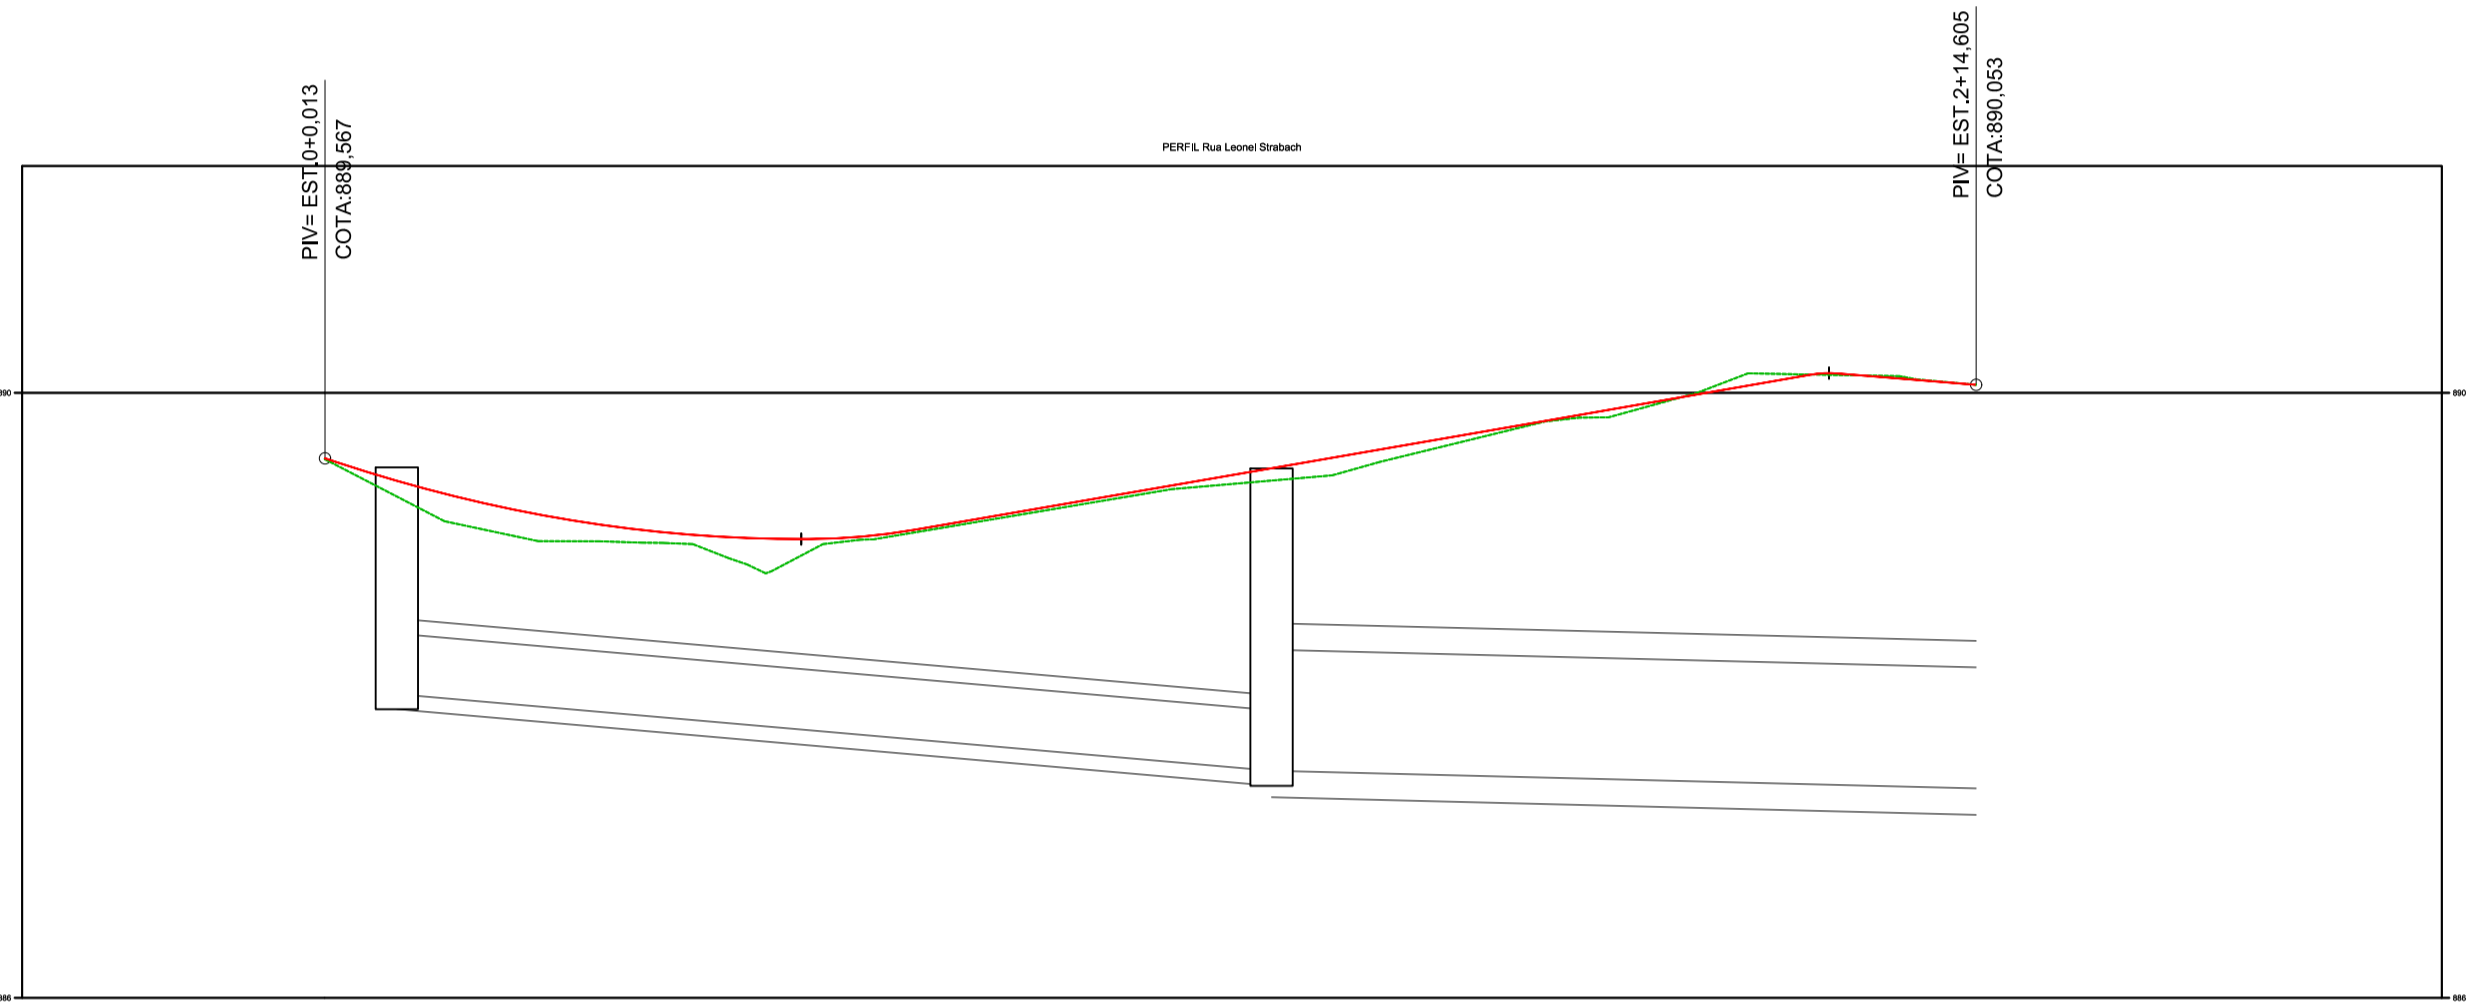 PIV= EST.0+0,013
COTA:889,567
PIV= EST.2+14,605
COTA:890,053
PERFIL Rua Leonel Strabach
890
890
886
886